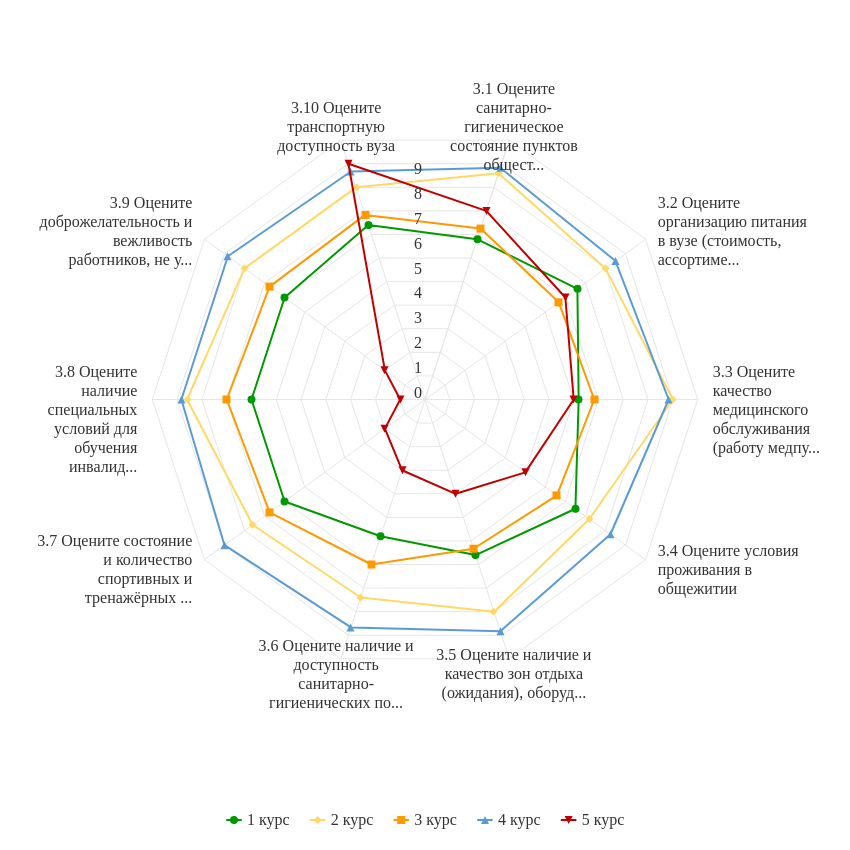 3.1 Оцените
санитарно-
гигиеническое
состояние пунктов
общест...
3.10 Оцените
транспортную
доступность вуза
3.2 Оцените
организацию питания
в вузе (стоимость,
ассортиме...
3.9 Оцените
доброжелательность и
вежливость
работников, не у...
9
8
7
6
5
4
3
2
1
0
3.3 Оцените
качество
медицинского
обслуживания
(работу медпу...
3.8 Оцените
наличие
специальных
условий для
обучения
инвалид...
3.4 Оцените условия
проживания в
общежитии
3.7 Оцените состояние
и количество
спортивных и
тренажёрных ...
3.6 Оцените наличие и
доступность
санитарно-
гигиенических по...
3.5 Оцените наличие и
качество зон отдыха
(ожидания), оборуд...
1 курс 2 курс 3 курс 4 курс 5 курс